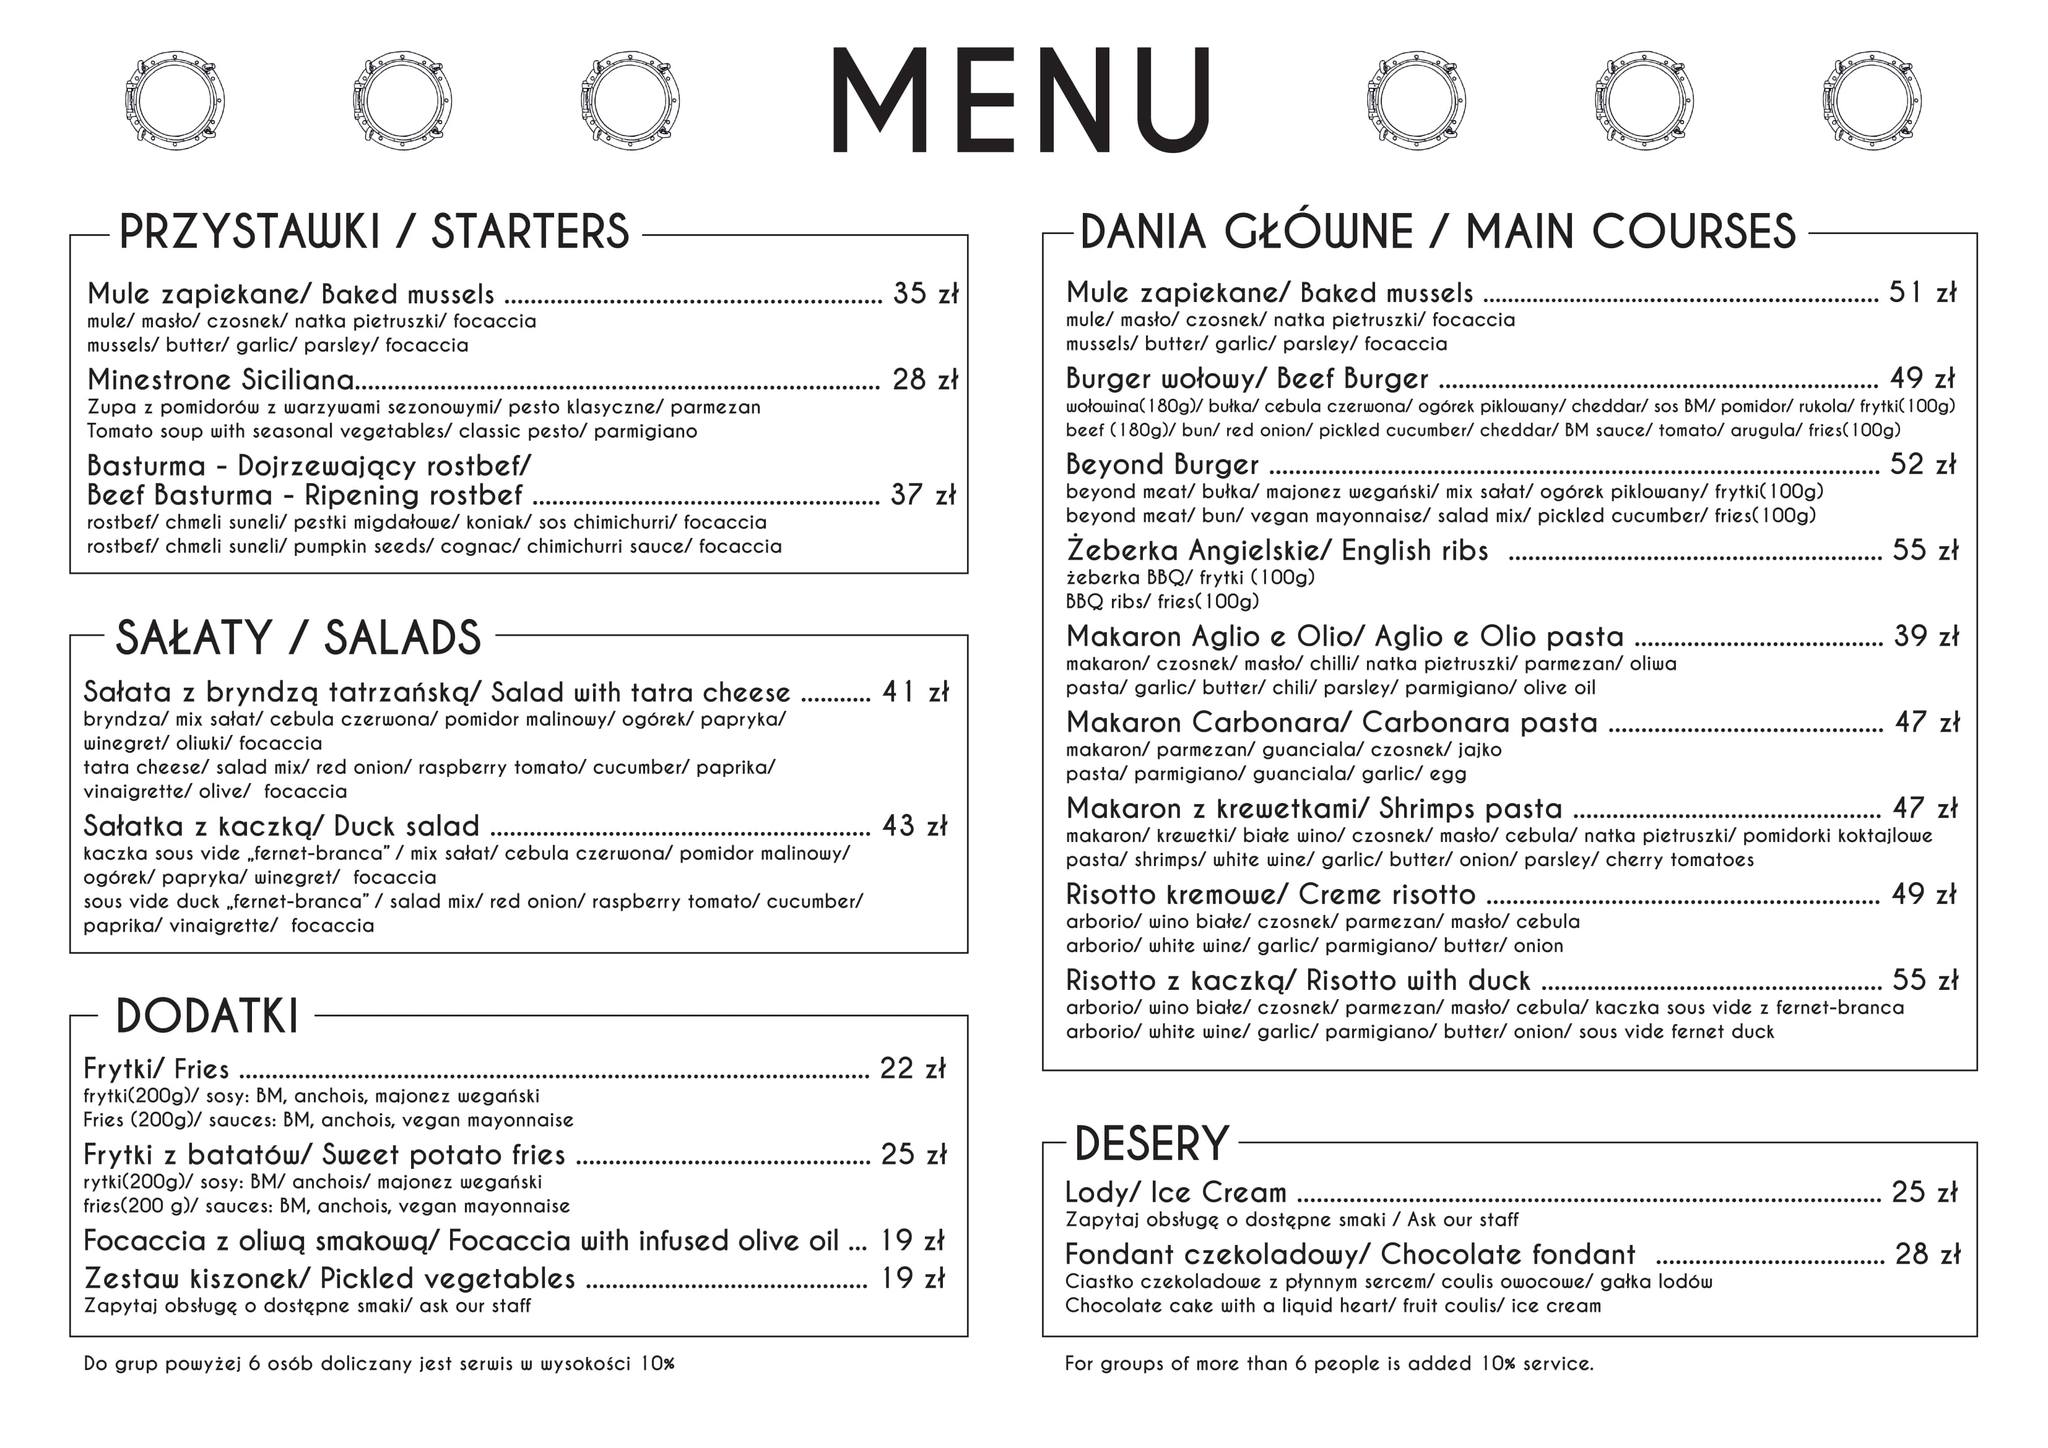 MENU
PRZYSTAWKI / STARTERS
Mule zapiekane/ Baked mussels ........ 35 zł
mule/ masło/ czosnek/ natka pietruszki/ focaccia
mussels/ butter/ garlic/ parsley/ focaccia
Minestrone Siciliana........ 28 zł
Zupa z pomidorów z warzywami sezonowymi/ pesto klasyczne/ parmezan
Tomato soup with seasonal vegetables/ classic pesto/ parmigiano
Basturma - Dojrzewający rostbef/
Beef Basturma - Ripening rostbef ........ 37 zł
rostbef/ chmeli suneli/ pestki migdałowe/ koniak/ sos chimichurri/ focaccia
rostbef/ chmeli suneli/ pumpkin seeds/ cognac/ chimichurri sauce/ focaccia
SAŁATY / SALADS
Sałata z bryndzą tatrzańską/ Salad with tatra cheese ........ 41 zł
bryndza/ mix sałat/ cebula czerwona/ pomidor malinowy/ ogórek/ papryka/
winegret/ oliwki/ focaccia
tatra cheese/ salad mix/ red onion/ raspberry tomato/ cucumber/ paprika/
vinaigrette/ olive/ focaccia
Sałatka z kaczką/ Duck salad ........ 43 zł
kaczka sous vide „fernet-branca” / mix sałat/ cebula czerwona/ pomidor malinowy/
ogórek/ papryka/ winegret/ focaccia
sous vide duck „fernet-branca” / salad mix/ red onion/ raspberry tomato/ cucumber/
paprika/ vinaigrette/ focaccia
DODATKI
Frytki/ Fries ........ 22 zł
frytki(200g)/ sosy: BM, anchois, majonez wegański
Fries (200g)/ sauces: BM, anchois, vegan mayonnaise
Frytki z batatów/ Sweet potato fries ........ 25 zł
rytki(200g)/ sosy: BM/ anchois/ majonez wegański
fries(200 g)/ sauces: BM, anchois, vegan mayonnaise
Focaccia z oliwą smakową/ Focaccia with infused olive oil ... 19 zł
Zestaw kiszonek/ Pickled vegetables ........ 19 zł
Zapytaj obsługę o dostępne smaki/ ask our staff
Do grup powyżej 6 osób doliczany jest serwis w wysokości 10%
DANIA GŁÓWNE / MAIN COURSES
Mule zapiekane/ Baked mussels ........ 51 zł
mule/ masło/ czosnek/ natka pietruszki/ focaccia
mussels/ butter/ garlic/ parsley/ focaccia
Burger wołowy/ Beef Burger ........ 49 zł
wołowina(180g)/ bułka/ cebula czerwona/ ogórek piklowany/ cheddar/ sos BM/ pomidor/ rukola/ frytki(100g)
beef (180g)/ bun/ red onion/ pickled cucumber/ cheddar/ BM sauce/ tomato/ arugula/ fries(100g)
Beyond Burger ........ 52 zł
beyond meat/ bułka/ majonez wegański/ mix sałat/ ogórek piklowany/ frytki(100g)
beyond meat/ bun/ vegan mayonnaise/ salad mix/ pickled cucumber/ fries(100g)
Żeberka Angielskie/ English ribs ........ 55 zł
żeberka BBQ/ frytki (100g)
BBQ ribs/ fries(100g)
Makaron Aglio e Olio/ Aglio e Olio pasta ........ 39 zł
makaron/ czosnek/ masło/ chilli/ natka pietruszki/ parmezan/ oliwa
pasta/ garlic/ butter/ chili/ parsley/ parmigiano/ olive oil
Makaron Carbonara/ Carbonara pasta ........ 47 zł
makaron/ parmezan/ guanciala/ czosnek/ jajko
pasta/ parmigiano/ guanciala/ garlic/ egg
Makaron z krewetkami/ Shrimps pasta ........ 47 zł
makaron/ krewetki/ białe wino/ czosnek/ masło/ cebula/ natka pietruszki/ pomidorki koktajlowe
pasta/ shrimps/ white wine/ garlic/ butter/ onion/ parsley/ cherry tomatoes
Risotto kremowe/ Creme risotto ........ 49 zł
arborio/ wino białe/ czosnek/ parmezan/ masło/ cebula
arborio/ white wine/ garlic/ parmigiano/ butter/ onion
Risotto z kaczką/ Risotto with duck ........ 55 zł
arborio/ wino białe/ czosnek/ parmezan/ masło/ cebula/ kaczka sous vide z fernet-branca
arborio/ white wine/ garlic/ parmigiano/ butter/ onion/ sous vide fernet duck
DESERY
Lody/ Ice Cream ........ 25 zł
Zapytaj obsługę o dostępne smaki / Ask our staff
Fondant czekoladowy/ Chocolate fondant ........ 28 zł
Ciastko czekoladowe z płynnym sercem/ coulis owocowe/ gałka lodów
Chocolate cake with a liquid heart/ fruit coulis/ ice cream
For groups of more than 6 people is added 10% service.